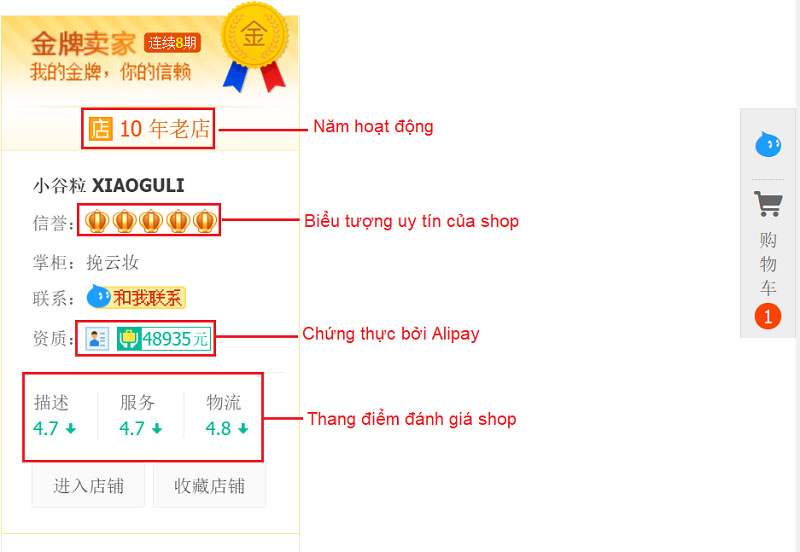 金牌卖家 连续8期
金
我的金牌，你的信赖
店 10 年老店
Năm hoạt động
小谷粒 XIAOGULI
信誉：
Biểu tượng uy tín của shop
掌柜： 挽云妆
联系： 和我联系
资质： 48935元
Chứng thực bởi Alipay
描述 服务 物流
4.7 4.7 4.8
Thang điểm đánh giá shop
进入店铺 收藏店铺
购
物
车
1